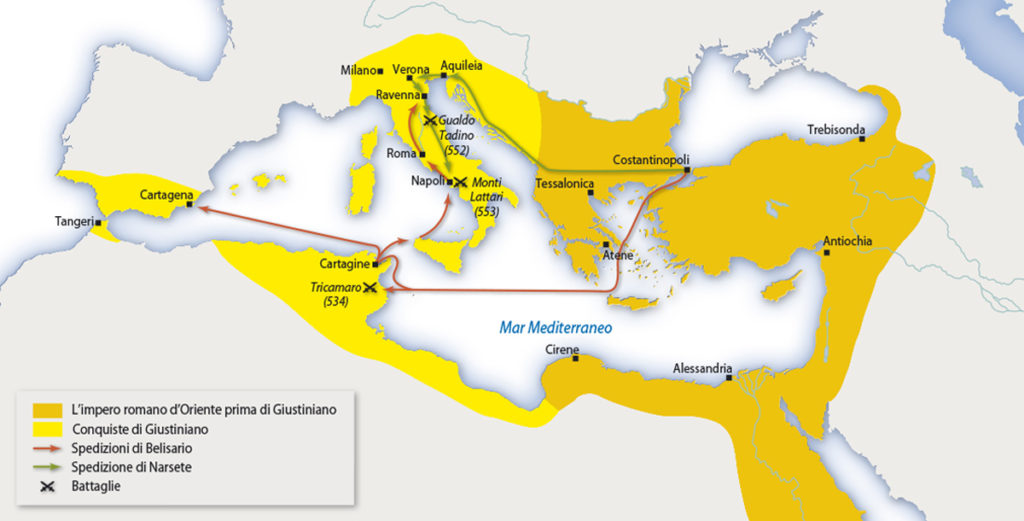 Milano
Verona
Aquileia
Ravenna
Gualdo
Tadino
(552)
Trebisonda
Roma
Costantinopoli
Napoli
Monti
Lattari
(553)
Tessalonica
Cartagena
Tangeri
Antiochia
Atene
Cartagine
Tricamaro
(534)
Mar Mediterraneo
Cirene
Alessandria
L'impero romano d'Oriente prima di Giustiniano
Conquiste di Giustiniano
Spedizioni di Belisario
Spedizione di Narsete
Battaglie